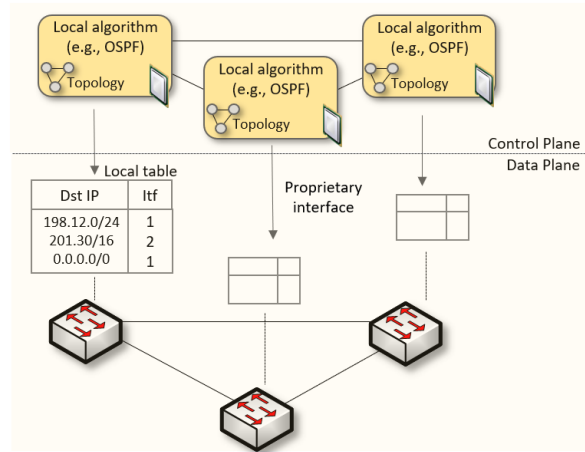 Local algorithm
(e.g., OSPF)
Topology
Local algorithm
(e.g., OSPF)
Topology
Local algorithm
(e.g., OSPF)
Topology
Control Plane
Data Plane
Local table
Dst IP Itf
198.12.0/24 1
201.30/16 2
0.0.0.0/0 1
Proprietary
interface